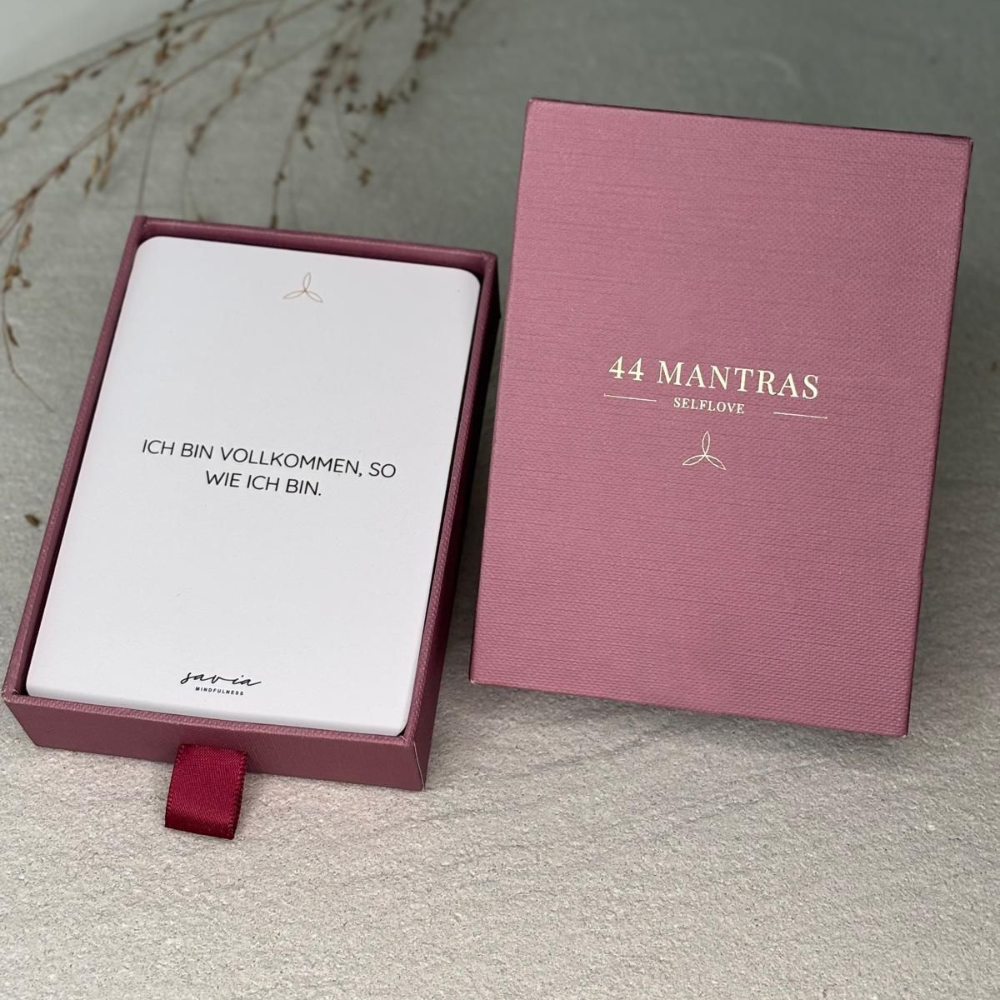 ICH BIN VOLLKOMMEN, SO
WIE ICH BIN.
savia
MINDFULNESS
44 MANTRAS
SELFLOVE